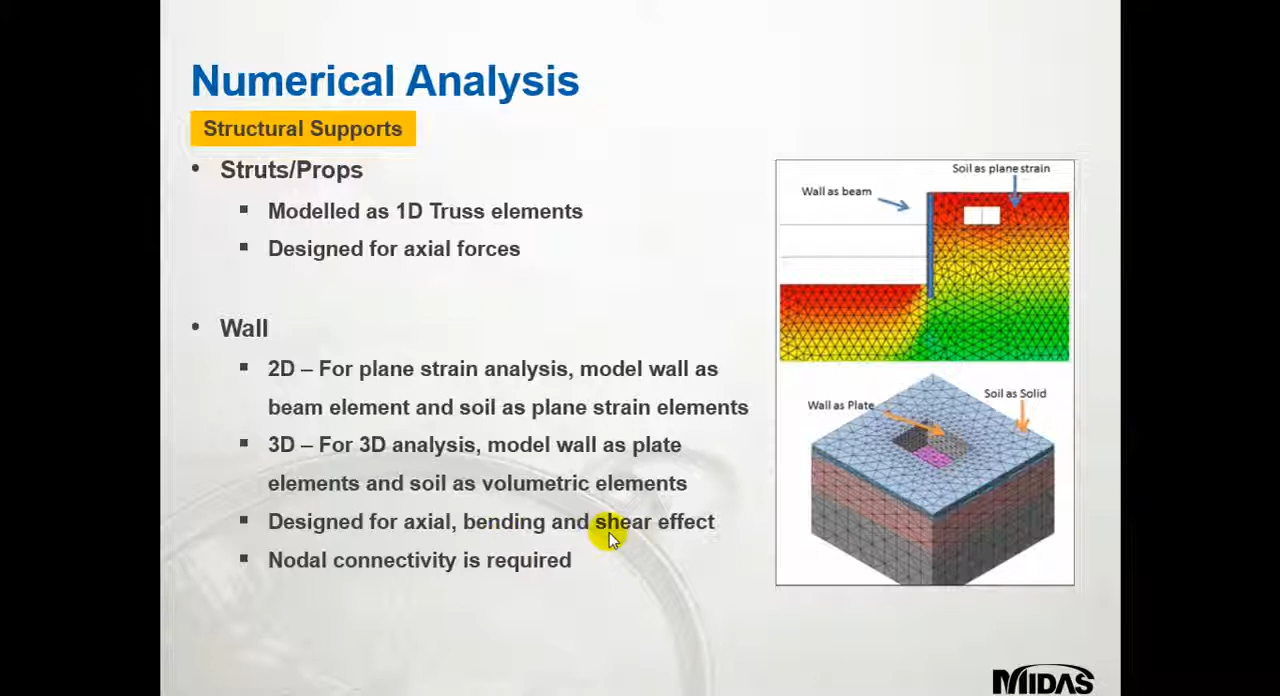 Numerical Analysis
Structural Supports
• Struts/Props
▪ Modelled as 1D Truss elements
▪ Designed for axial forces
• Wall
▪ 2D – For plane strain analysis, model wall as
beam element and soil as plane strain elements
▪ 3D – For 3D analysis, model wall as plate
elements and soil as volumetric elements
▪ Designed for axial, bending and shear effect
▪ Nodal connectivity is required
Soil as plane strain
Wall as beam
Soil as Solid
Wall as Plate
MIDAS